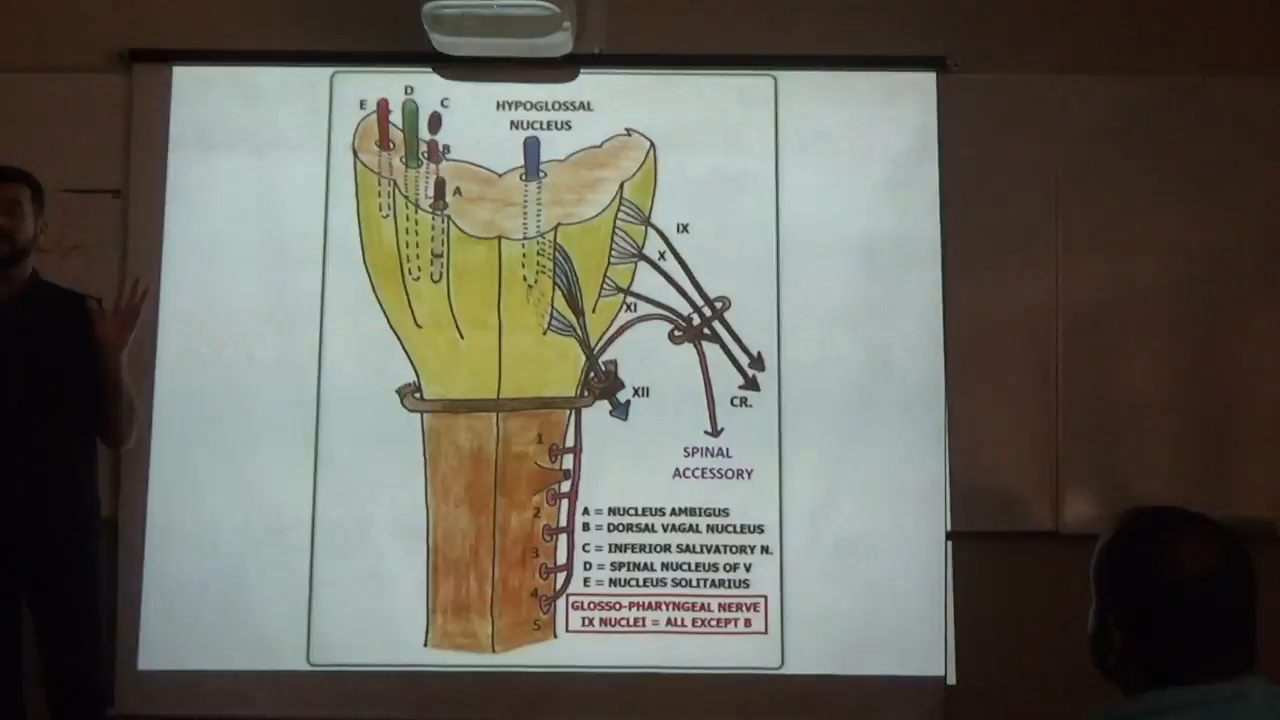 E
D
C
B
A
HYPOGLOSSAL
NUCLEUS
IX
X
XI
XII
CR.
SPINAL
ACCESSORY
1
2
3
4
5
A = NUCLEUS AMBIGUS
B = DORSAL VAGAL NUCLEUS
C = INFERIOR SALIVATORY N.
D = SPINAL NUCLEUS OF V
E = NUCLEUS SOLITARIUS
GLOSSO-PHARYNGEAL NERVE
IX NUCLEI = ALL EXCEPT B